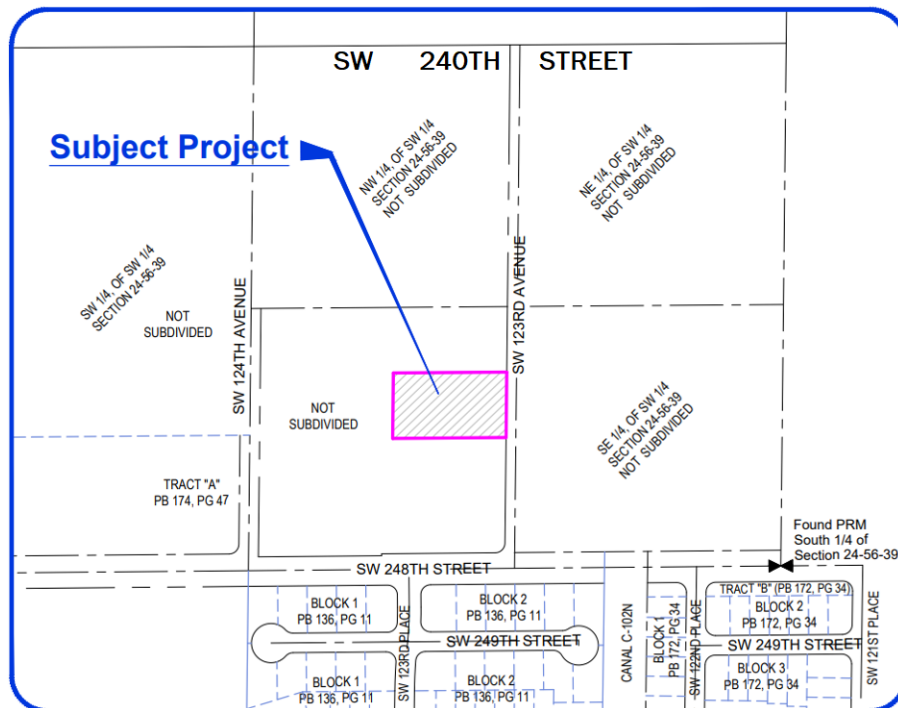 SW 240TH STREET
Subject Project
NW 1/4, OF SW 1/4
SECTION 24-56-39
NOT SUBDIVIDED
NE 1/4, OF SW 1/4
SECTION 24-56-39
NOT SUBDIVIDED
SW 1/4, OF SW 1/4
SECTION 24-56-39
NOT
SUBDIVIDED
SW 124TH AVENUE
SW 123RD AVENUE
NOT
SUBDIVIDED
SE 1/4, OF SW 1/4
SECTION 24-56-39
NOT SUBDIVIDED
TRACT "A"
PB 174, PG 47
Found PRM
South 1/4 of
Section 24-56-39
SW 248TH STREET
BLOCK 1
PB 136, PG 11
SW 123RD PLACE
BLOCK 2
PB 136, PG 11
SW 249TH STREET
BLOCK 1
PB 136, PG 11
BLOCK 2
PB 136, PG 11
CANAL C-102N
BLOCK 1
PB 172, PG 34
SW 122ND PLACE
TRACT "B" (PB 172, PG 34)
BLOCK 2
PB 172, PG 34
SW 249TH STREET
BLOCK 3
PB 172, PG 34
SW 121ST PLACE